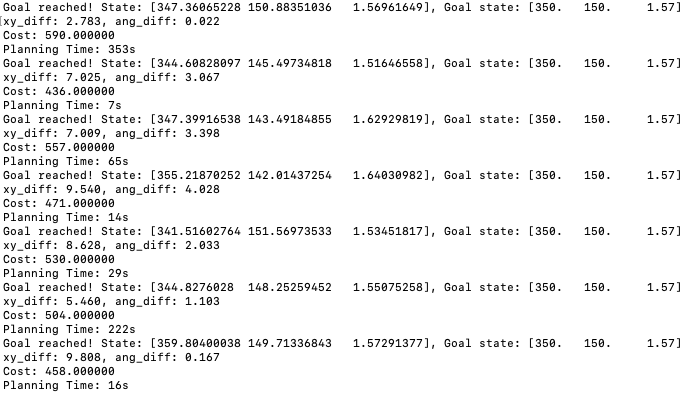 Goal reached! State: [347.36065228 150.88351036   1.56961649], Goal state: [350.   150.     1.57]
xy_diff: 2.783, ang_diff: 0.022
Cost: 590.000000
Planning Time: 353s
Goal reached! State: [344.60828097 145.49734818   1.51646558], Goal state: [350.   150.     1.57]
xy_diff: 7.025, ang_diff: 3.067
Cost: 436.000000
Planning Time: 7s
Goal reached! State: [347.39916538 143.49184855   1.62929819], Goal state: [350.   150.     1.57]
xy_diff: 7.009, ang_diff: 3.398
Cost: 557.000000
Planning Time: 65s
Goal reached! State: [355.21870252 142.01437254   1.64030982], Goal state: [350.   150.     1.57]
xy_diff: 9.540, ang_diff: 4.028
Cost: 471.000000
Planning Time: 14s
Goal reached! State: [341.51602764 151.56973533   1.53451817], Goal state: [350.   150.     1.57]
xy_diff: 8.628, ang_diff: 2.033
Cost: 530.000000
Planning Time: 29s
Goal reached! State: [344.8276028  148.25259452   1.55075258], Goal state: [350.   150.     1.57]
xy_diff: 5.460, ang_diff: 1.103
Cost: 504.000000
Planning Time: 222s
Goal reached! State: [359.80400038 149.71336843   1.57291377], Goal state: [350.   150.     1.57]
xy_diff: 9.808, ang_diff: 0.167
Cost: 458.000000
Planning Time: 16s